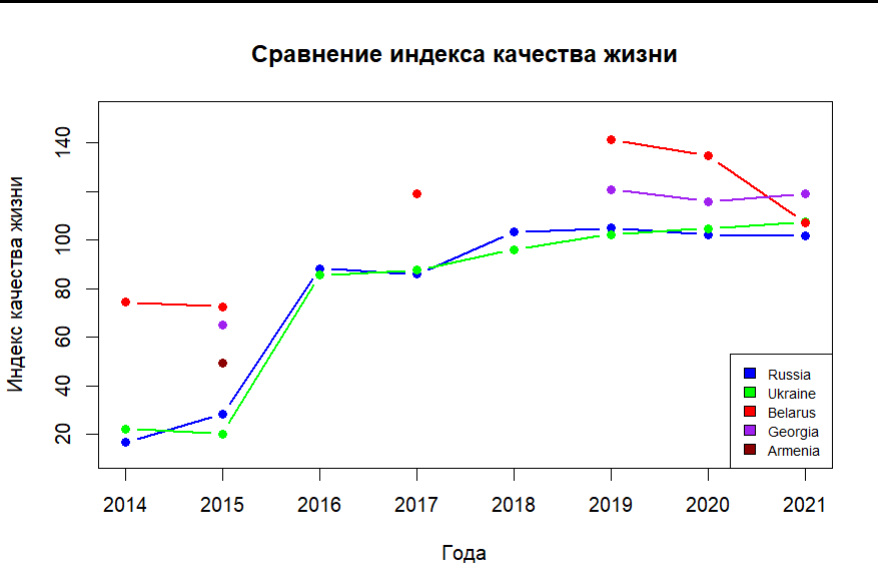 Сравнение индекса качества жизни
Индекс качества жизни
140
100
80
60
40
20
2014 2015 2016 2017 2018 2019 2020 2021
Года
Russia
Ukraine
Belarus
Georgia
Armenia